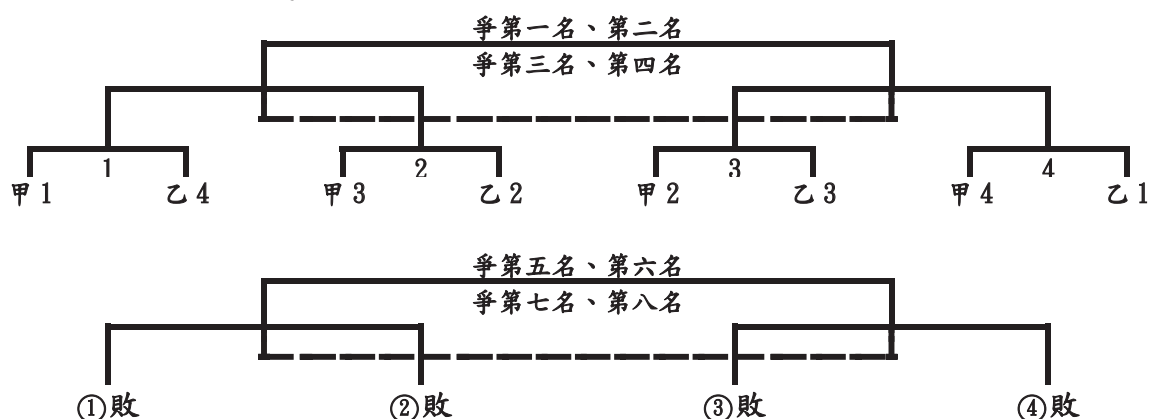 爭第一名、第二名
爭第三名、第四名
1 2 3 4
甲1 乙4 甲3 乙2 甲2 乙3 甲4 乙1
爭第五名、第六名
爭第七名、第八名
①敗 ②敗 ③敗 ④敗